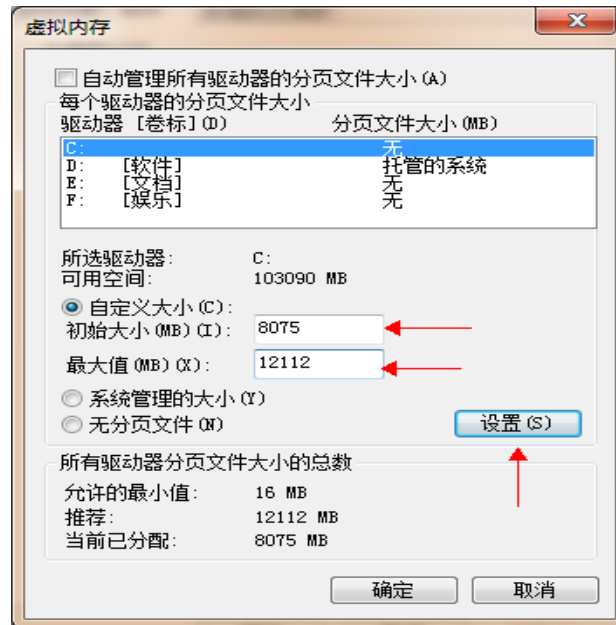 虚拟内存
自动管理所有驱动器的分页文件大小(A)
每个驱动器的分页文件大小
驱动器 [卷标](D) 分页文件大小(MB)
C: 无
D: [软件] 托管的系统
E: [文档] 无
F: [娱乐] 无
所选驱动器: C:
可用空间: 103090 MB
自定义大小(C):
初始大小(MB)(I): 8075
最大值(MB)(X): 12112
系统管理的大小(Y)
无分页文件(N) 设置(S)
所有驱动器分页文件大小的总数
允许的最小值: 16 MB
推荐: 12112 MB
当前已分配: 8075 MB
确定 取消